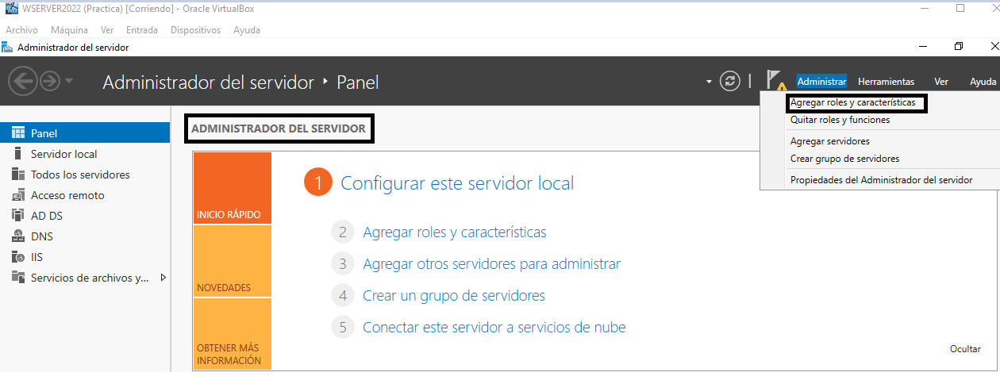 WSERVER2022 (Practica) [Corriendo] - Oracle VirtualBox
Archivo Máquina Ver Entrada Dispositivos Ayuda
Administrador del servidor
Administrador del servidor ‣ Panel
Administrar Herramientas Ver Ayuda
Agregar roles y características
Quitar roles y funciones
Agregar servidores
Crear grupo de servidores
Propiedades del Administrador del servidor
Panel
Servidor local
Todos los servidores
Acceso remoto
AD DS
DNS
IIS
Servicios de archivos y...
ADMINISTRADOR DEL SERVIDOR
INICIO RÁPIDO
NOVEDADES
OBTENER MÁS
INFORMACIÓN
1 Configurar este servidor local
2 Agregar roles y características
3 Agregar otros servidores para administrar
4 Crear un grupo de servidores
5 Conectar este servidor a servicios de nube
Ocultar